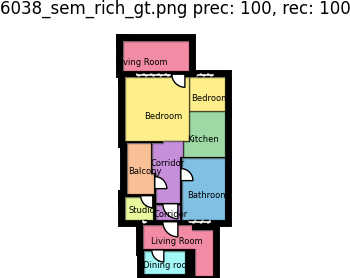 6038_sem_rich_gt.png prec: 100, rec: 100
Living Room
Bedroom
Bedroom
Kitchen
Corridor
Balcony
Bathroom
Studio
Corridor
Living Room
Dining room